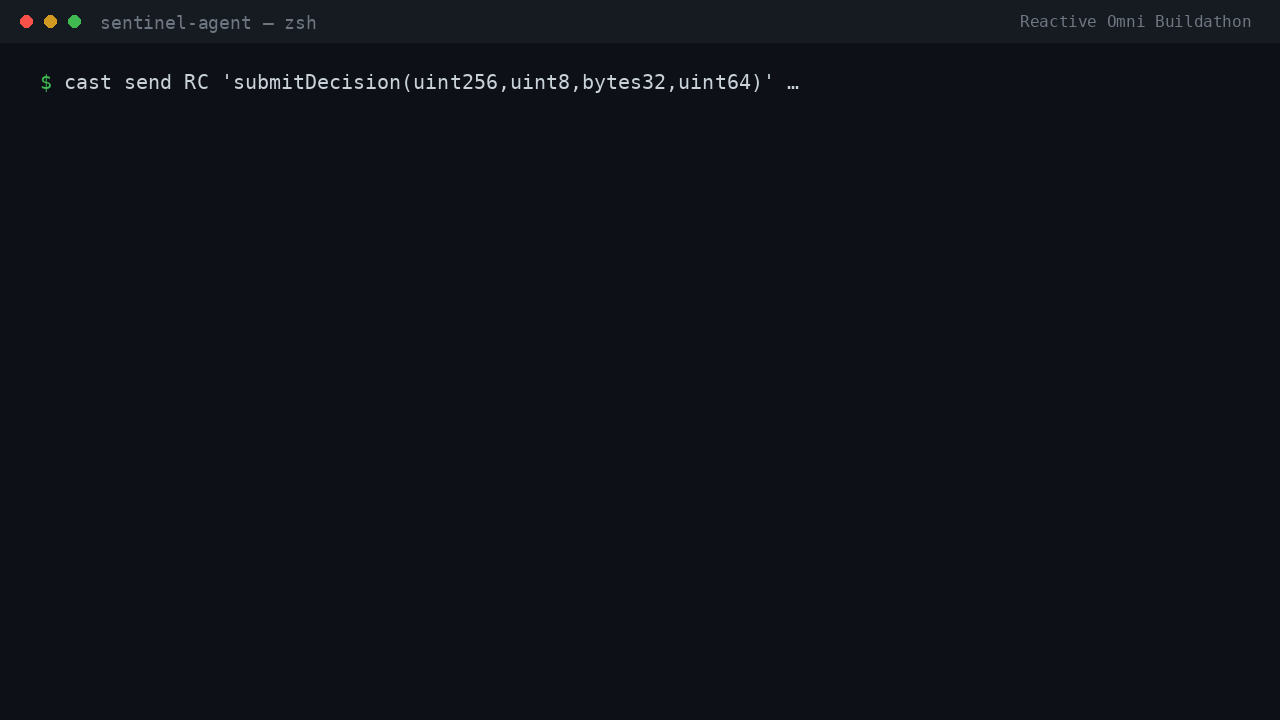 sentinel-agent — zsh
Reactive Omni Buildathon
$ cast send RC 'submitDecision(uint256,uint8,bytes32,uint64)' …